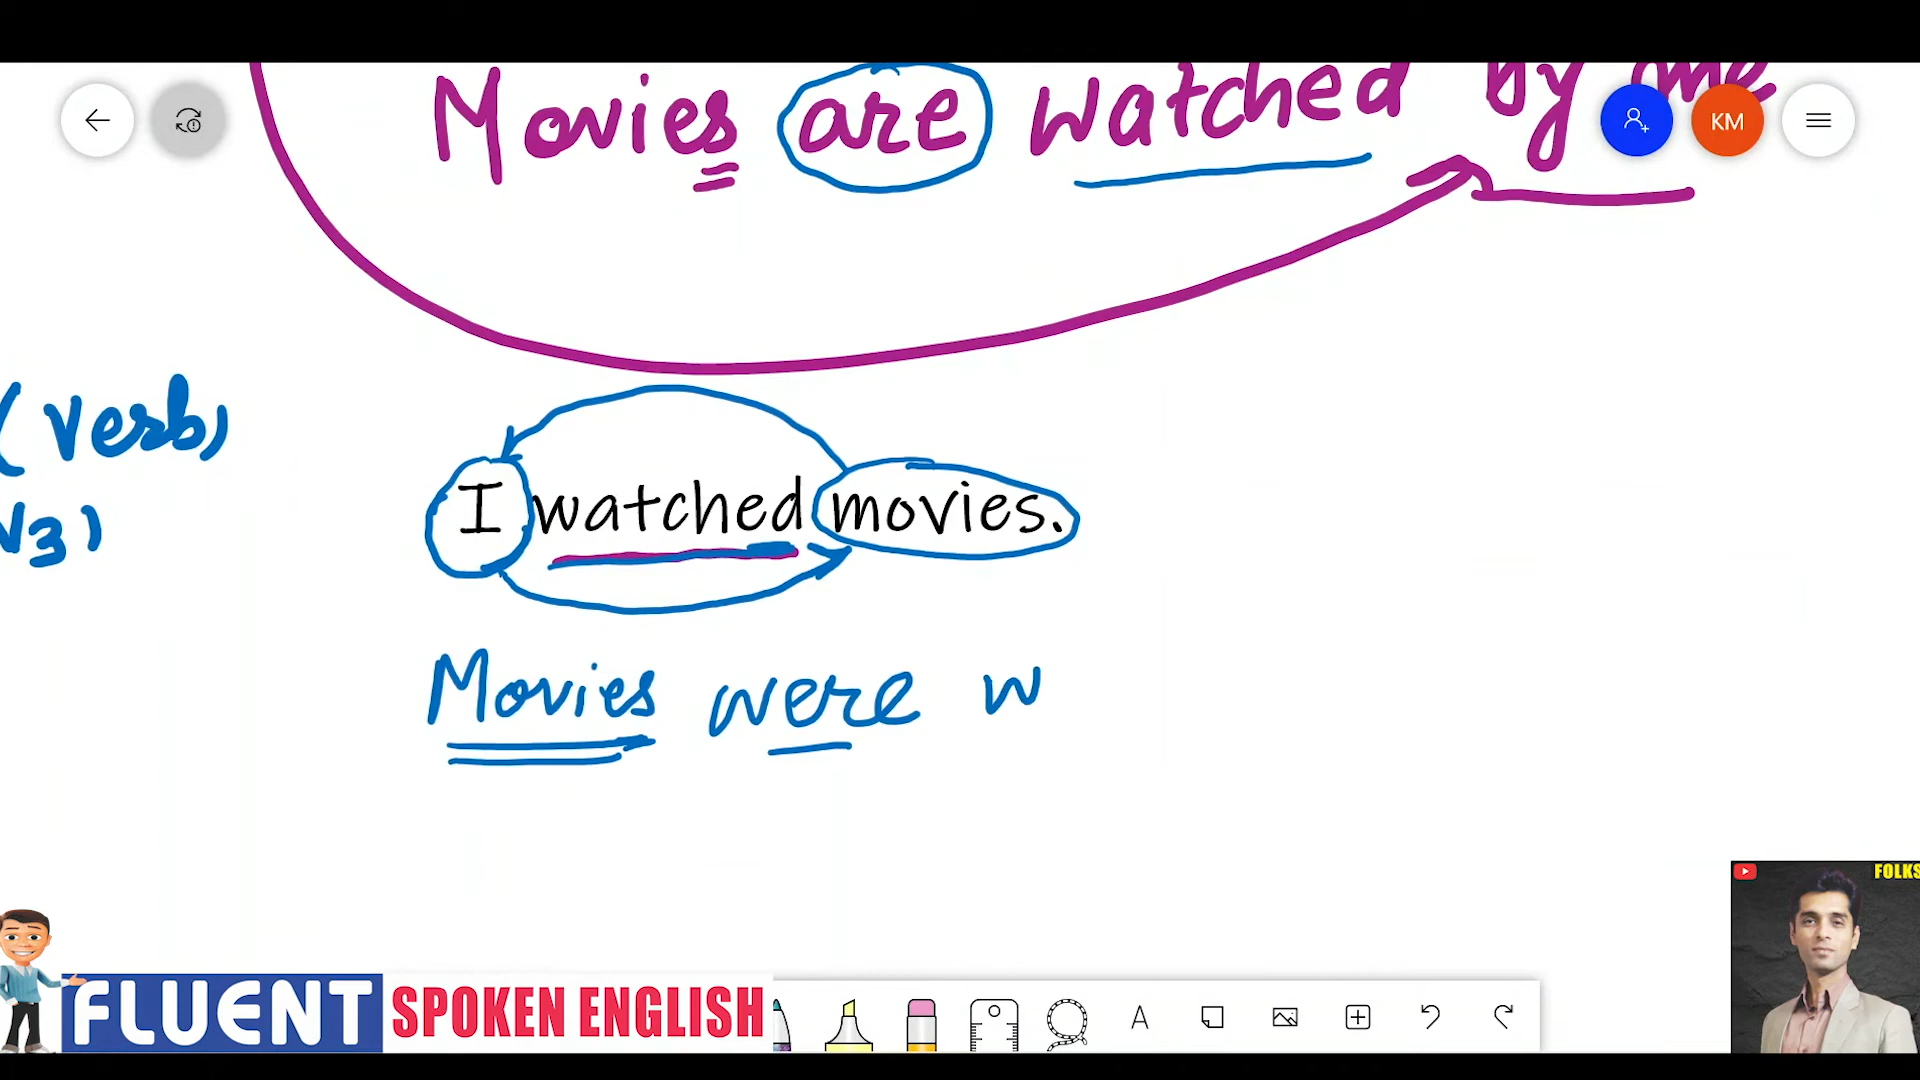 Movies are watched by me
KM
(verb)
V3)
I watched movies.
Movies were w
FOLKS
FLUENT SPOKEN ENGLISH
A